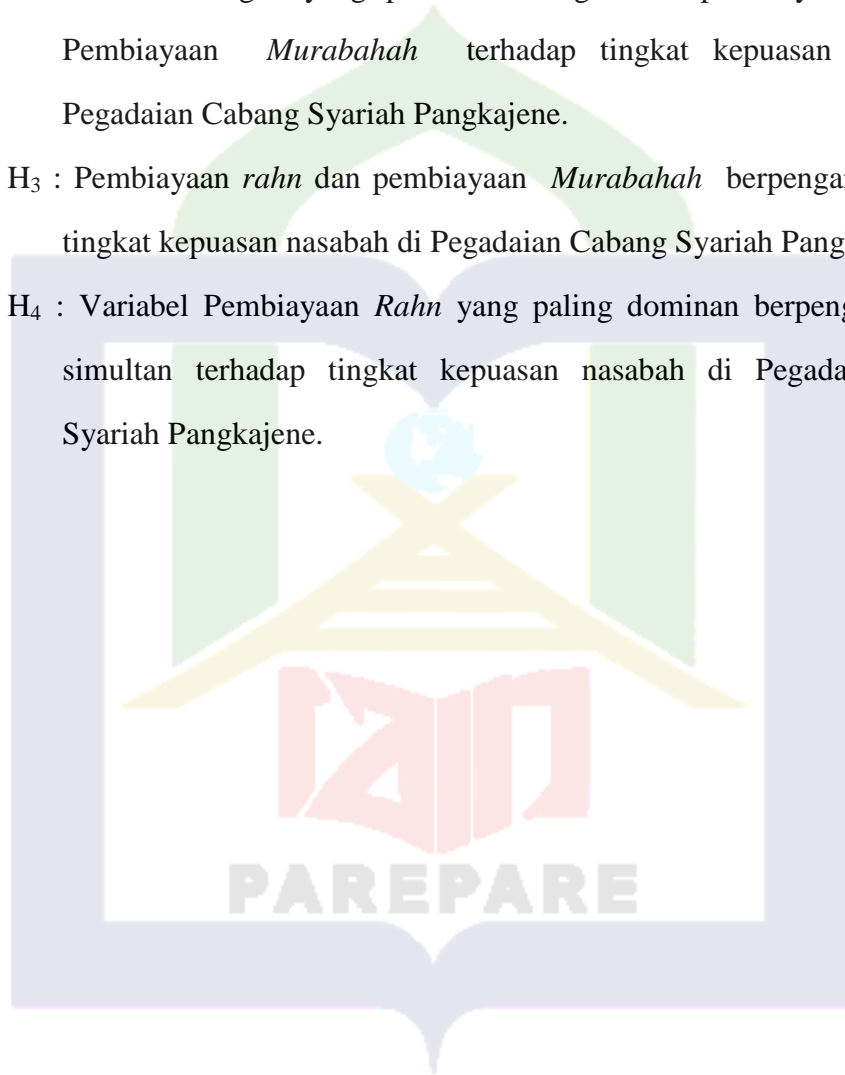 Pembiayaan Murabahah terhadap tingkat kepuasan
Pegadaian Cabang Syariah Pangkajene.
H₃ : Pembiayaan rahn dan pembiayaan Murabahah
tingkat kepuasan nasabah di Pegadaian Cabang Syariah
H₄ : Variabel Pembiayaan Rahn yang paling dominan
simultan terhadap tingkat kepuasan nasabah di
Syariah Pangkajene.
iain
PAREPARE